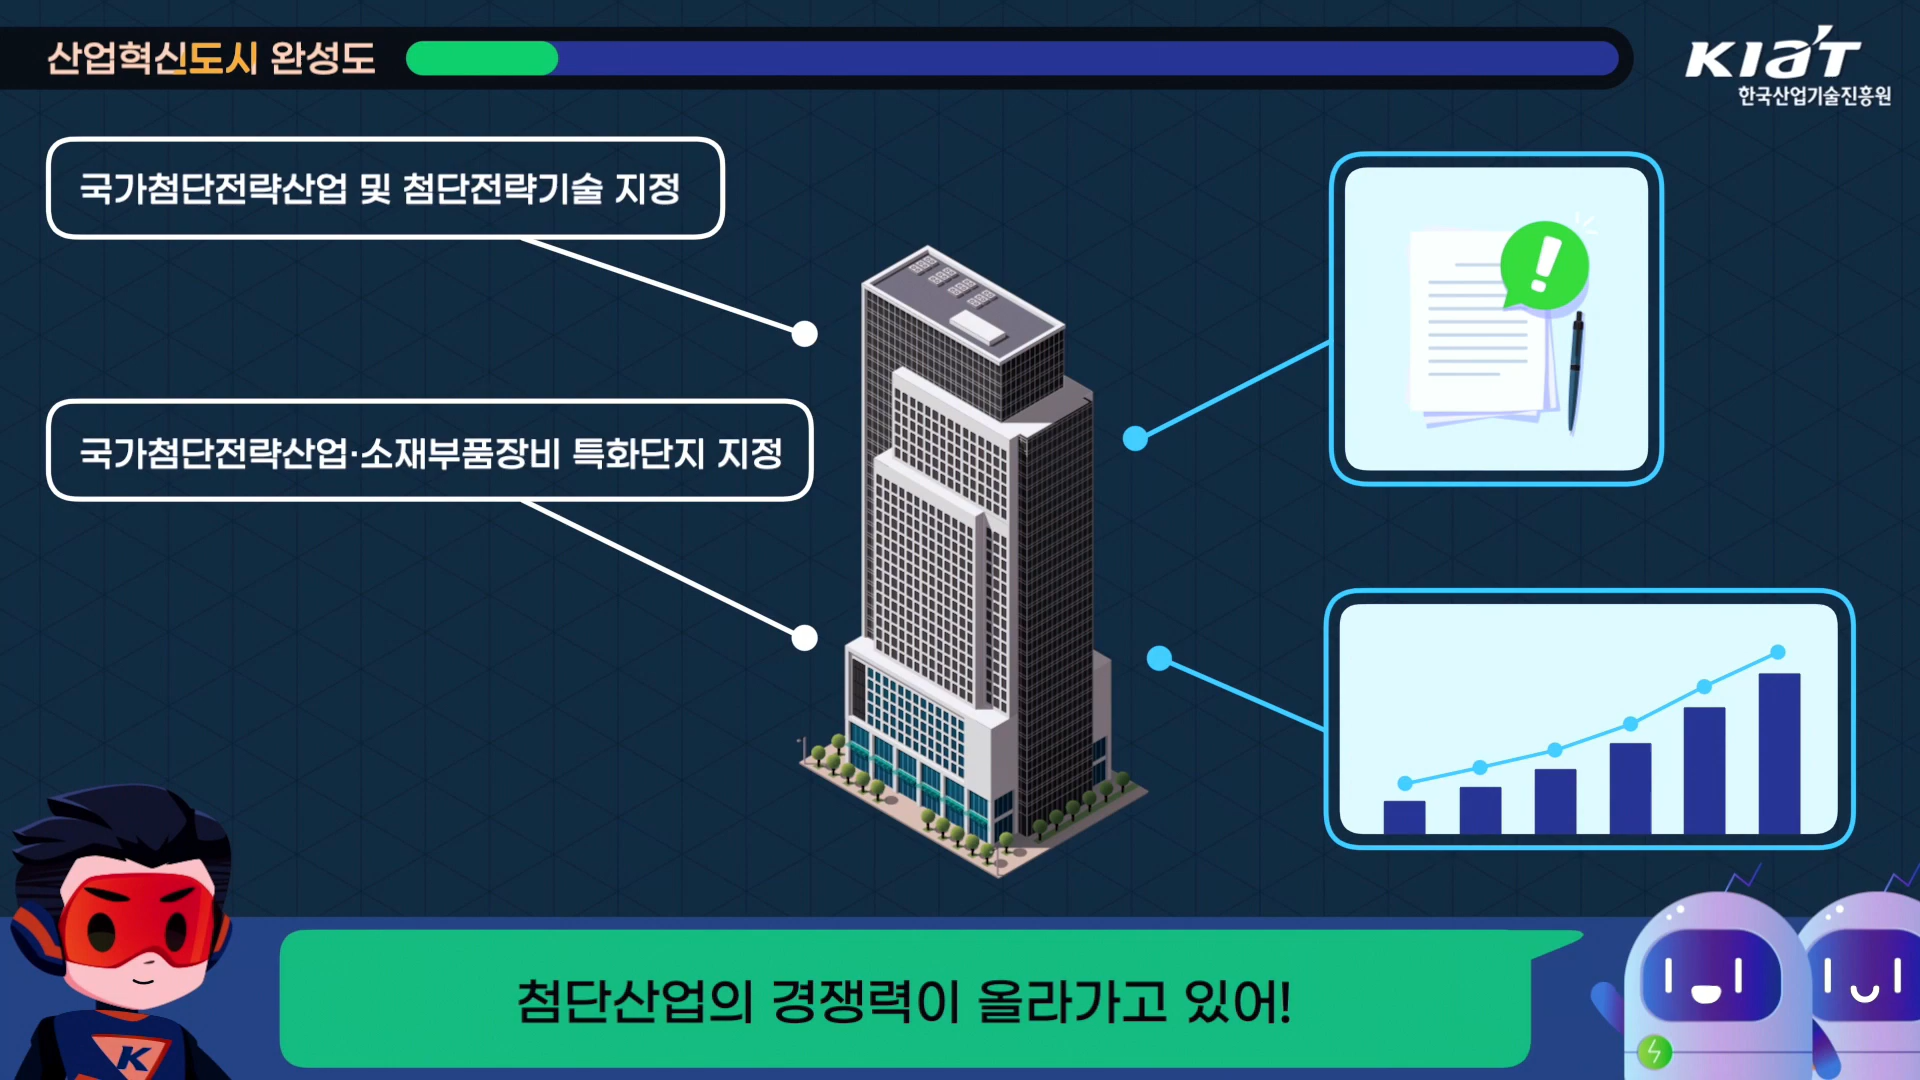 산업혁신도시 완성도
KIAT
한국산업기술진흥원
국가첨단전략산업 및 첨단전략기술 지정
국가첨단전략산업·소재부품장비 특화단지 지정
!
K
첨단산업의 경쟁력이 올라가고 있어!